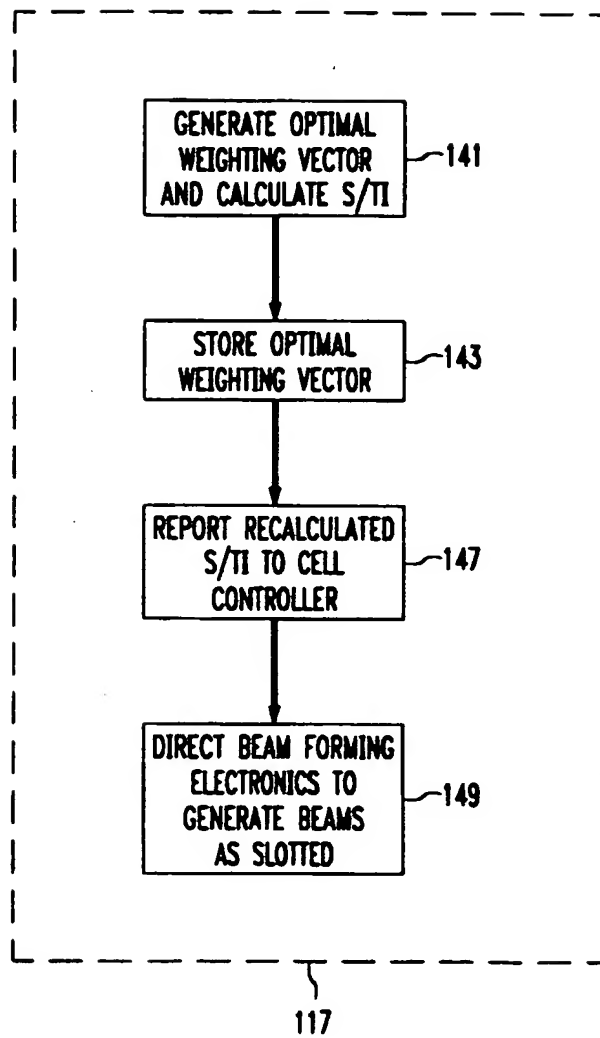 GENERATE OPTIMAL
WEIGHTING VECTOR
AND CALCULATE S/TI
141
STORE OPTIMAL
WEIGHTING VECTOR
143
REPORT RECALCULATED
S/TI TO CELL
CONTROLLER
147
DIRECT BEAM FORMING
ELECTRONICS TO
GENERATE BEAMS
AS SLOTTED
149
117